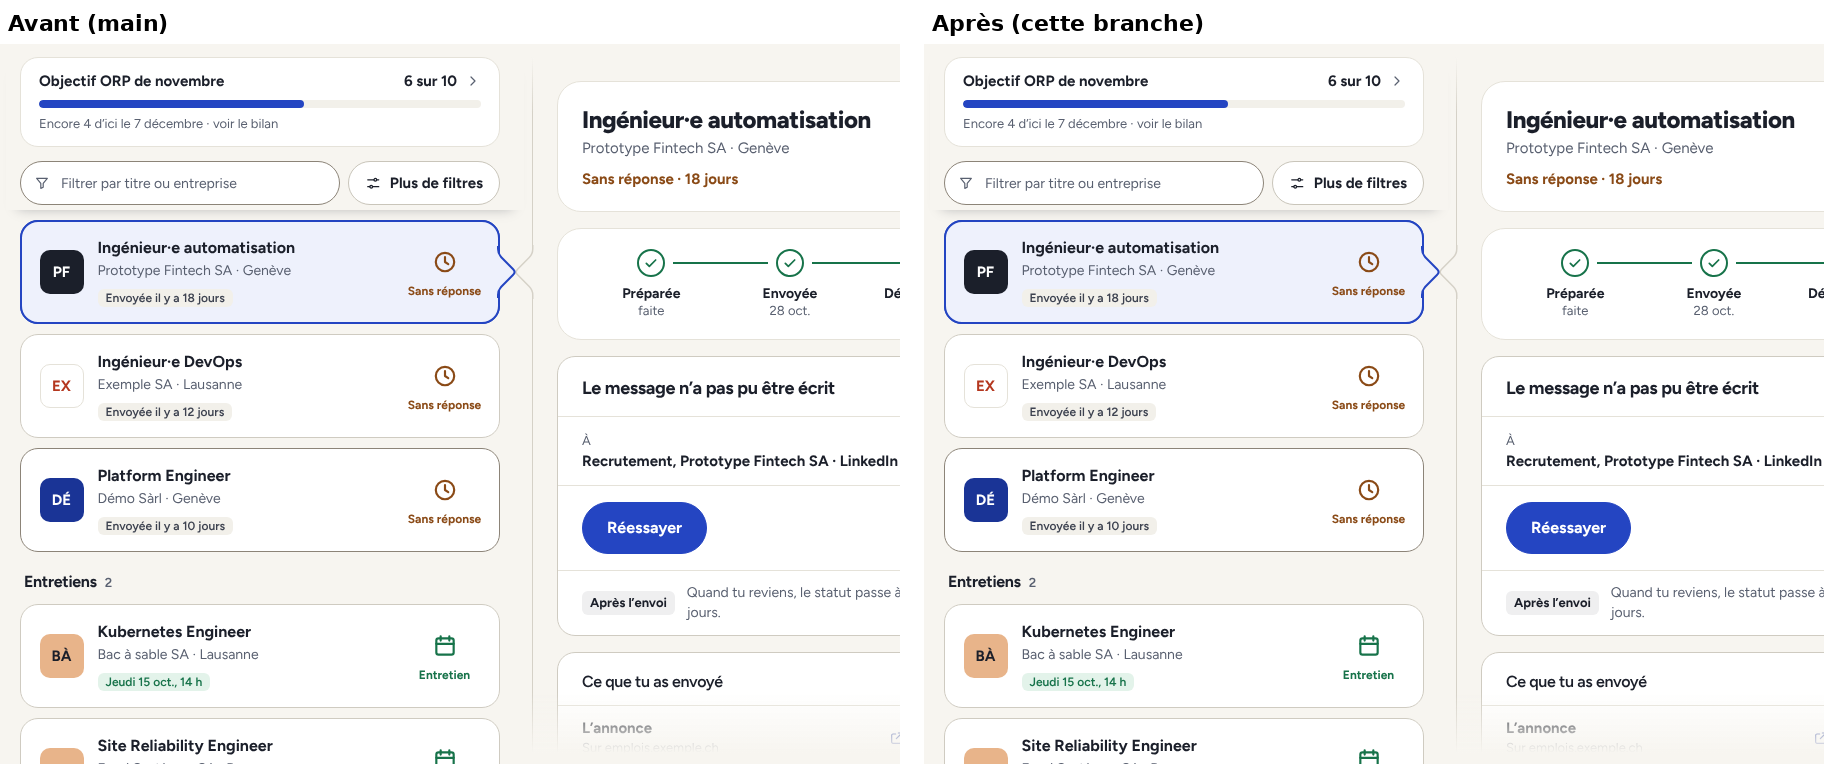 Avant (main)
Objectif ORP de novembre
6 sur 10
Encore 4 d'ici le 7 décembre · voir le bilan
Filtrer par titre ou entreprise
Plus de filtres
PF
Ingénieur·e automatisation
Prototype Fintech SA · Genève
Envoyée il y a 18 jours
Sans réponse
EX
Ingénieur·e DevOps
Exemple SA · Lausanne
Envoyée il y a 12 jours
Sans réponse
DÉ
Platform Engineer
Démo Sàrl · Genève
Envoyée il y a 10 jours
Sans réponse
Entretiens 2
BÀ
Kubernetes Engineer
Bac à sable SA · Lausanne
Jeudi 15 oct., 14 h
Entretien
Site Reliability Engineer
Ingénieur·e automatisation
Prototype Fintech SA · Genève
Sans réponse · 18 jours
Préparée
faite
Envoyée
28 oct.
Dé
Le message n’a pas pu être écrit
À
Recrutement, Prototype Fintech SA · LinkedIn
Réessayer
Après l’envoi
Quand tu reviens, le statut passe à
jours.
Ce que tu as envoyé
L’annonce
Sur emplois.exemple.ch
Après (cette branche)
Objectif ORP de novembre
6 sur 10
Encore 4 d'ici le 7 décembre · voir le bilan
Filtrer par titre ou entreprise
Plus de filtres
PF
Ingénieur·e automatisation
Prototype Fintech SA · Genève
Envoyée il y a 18 jours
Sans réponse
EX
Ingénieur·e DevOps
Exemple SA · Lausanne
Envoyée il y a 12 jours
Sans réponse
DÉ
Platform Engineer
Démo Sàrl · Genève
Envoyée il y a 10 jours
Sans réponse
Entretiens 2
BÀ
Kubernetes Engineer
Bac à sable SA · Lausanne
Jeudi 15 oct., 14 h
Entretien
Site Reliability Engineer
Ingénieur·e automatisation
Prototype Fintech SA · Genève
Sans réponse · 18 jours
Préparée
faite
Envoyée
28 oct.
Dé
Le message n’a pas pu être écrit
À
Recrutement, Prototype Fintech SA · LinkedIn
Réessayer
Après l’envoi
Quand tu reviens, le statut passe à
jours.
Ce que tu as envoyé
L’annonce
Sur emplois.exemple.ch